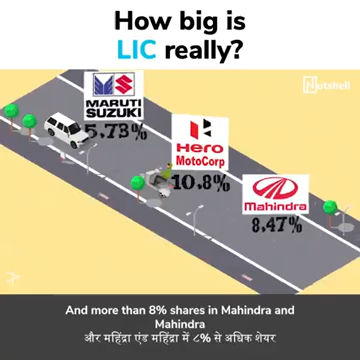 How big is
LIC really?
Nutshell
MARUTI
SUZUKI
5.73%
Hero
MotoCorp
10.8%
Mahindra
8.47%
And more than 8% shares in Mahindra and
Mahindra
और महिंद्रा एंड महिंद्रा में ८% से अधिक शेयर